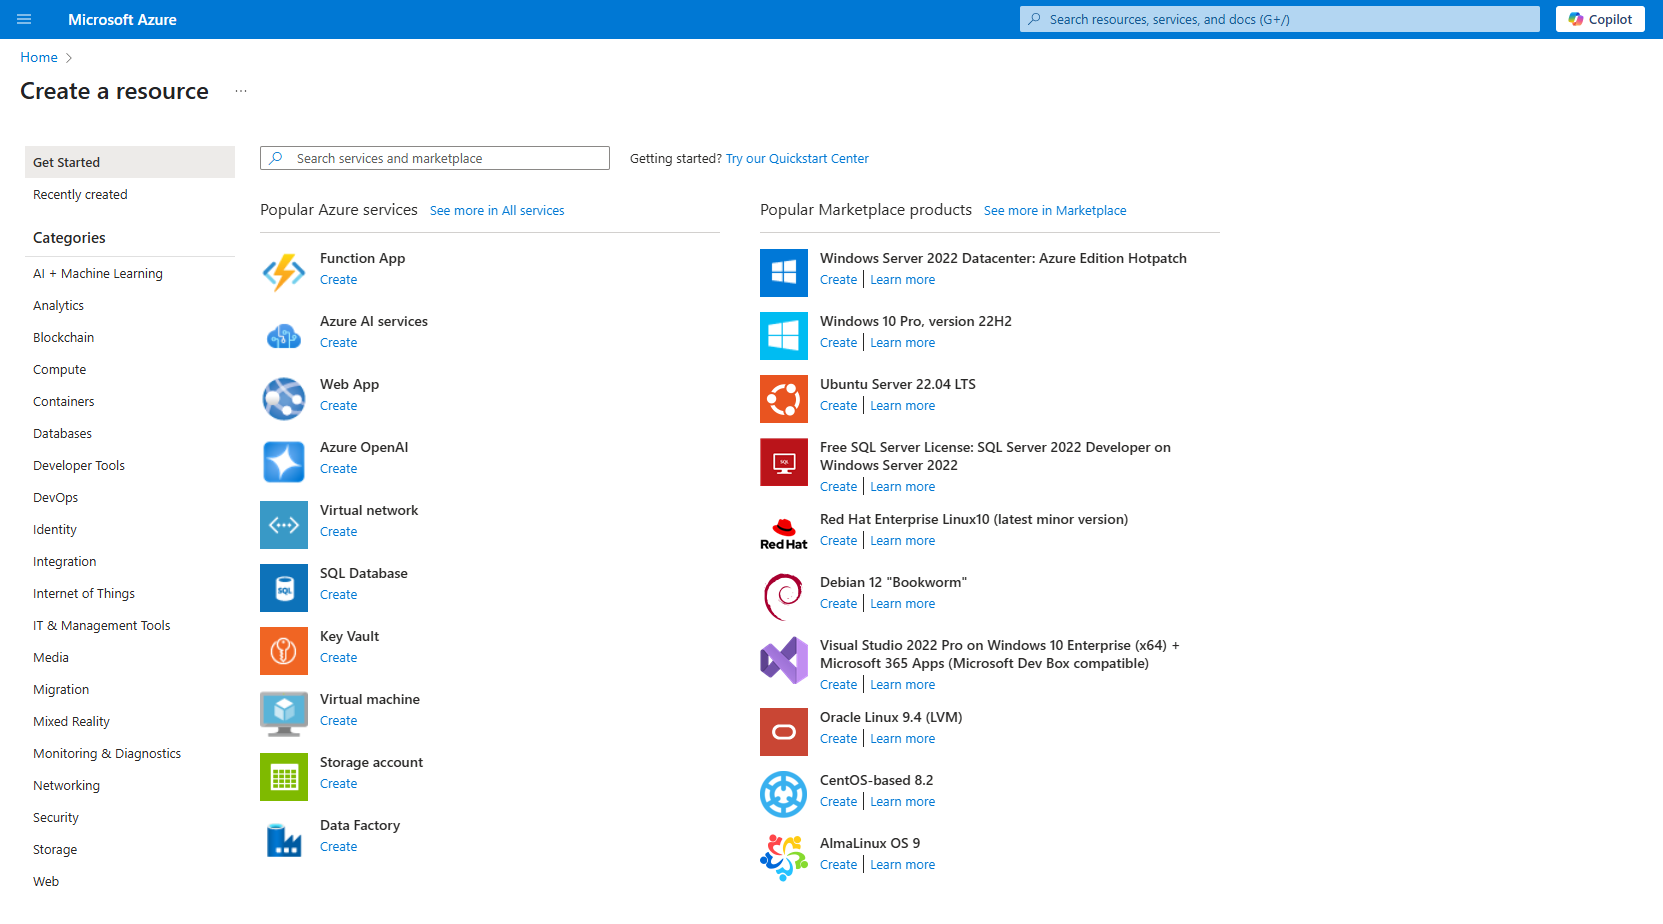 Microsoft Azure
Search resources, services, and docs (G+/)
Copilot
Home
Create a resource
Get Started
Recently created
Categories
AI + Machine Learning
Analytics
Blockchain
Compute
Containers
Databases
Developer Tools
DevOps
Identity
Integration
Internet of Things
IT & Management Tools
Media
Migration
Mixed Reality
Monitoring & Diagnostics
Networking
Security
Storage
Web
Search services and marketplace
Getting started? Try our Quickstart Center
Popular Azure services See more in All services
Function App
Create
Azure AI services
Create
Web App
Create
Azure OpenAI
Create
Virtual network
Create
SQL
SQL Database
Create
Key Vault
Create
Virtual machine
Create
Storage account
Create
Data Factory
Create
Popular Marketplace products See more in Marketplace
Windows Server 2022 Datacenter: Azure Edition Hotpatch
Create | Learn more
Windows 10 Pro, version 22H2
Create | Learn more
Ubuntu Server 22.04 LTS
Create | Learn more
SQL
Free SQL Server License: SQL Server 2022 Developer on
Windows Server 2022
Create | Learn more
Red Hat
Red Hat Enterprise Linux10 (latest minor version)
Create | Learn more
Debian 12 "Bookworm"
Create | Learn more
Visual Studio 2022 Pro on Windows 10 Enterprise (x64) +
Microsoft 365 Apps (Microsoft Dev Box compatible)
Create | Learn more
Oracle Linux 9.4 (LVM)
Create | Learn more
CentOS-based 8.2
Create | Learn more
AlmaLinux OS 9
Create | Learn more